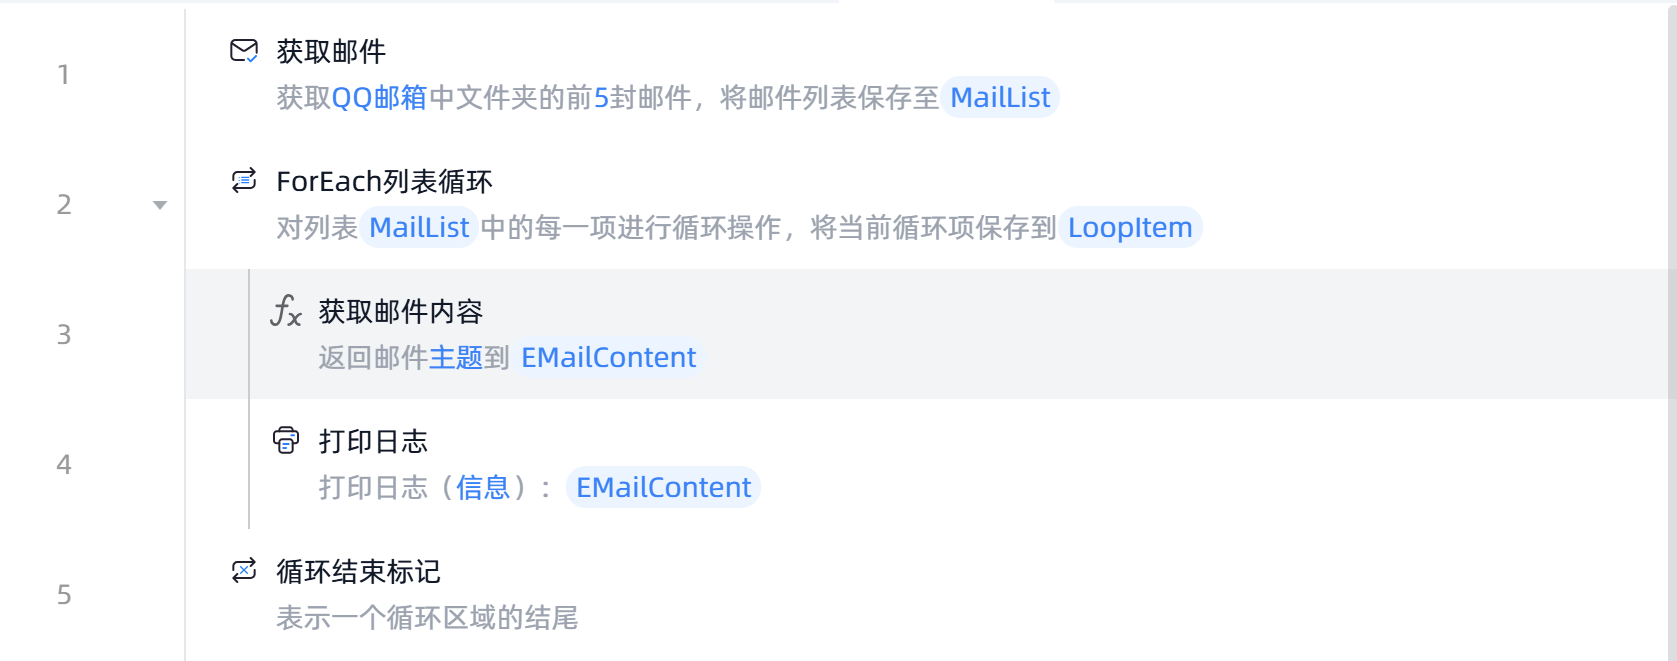 1
获取邮件
获取QQ邮箱中文件夹的前5封邮件，将邮件列表保存至 MailList
2
ForEach列表循环
对列表 MailList 中的每一项进行循环操作，将当前循环项保存到 LoopItem
3
获取邮件内容
返回邮件主题到 EMailContent
4
打印日志
打印日志（信息）： EMailContent
5
循环结束标记
表示一个循环区域的结尾